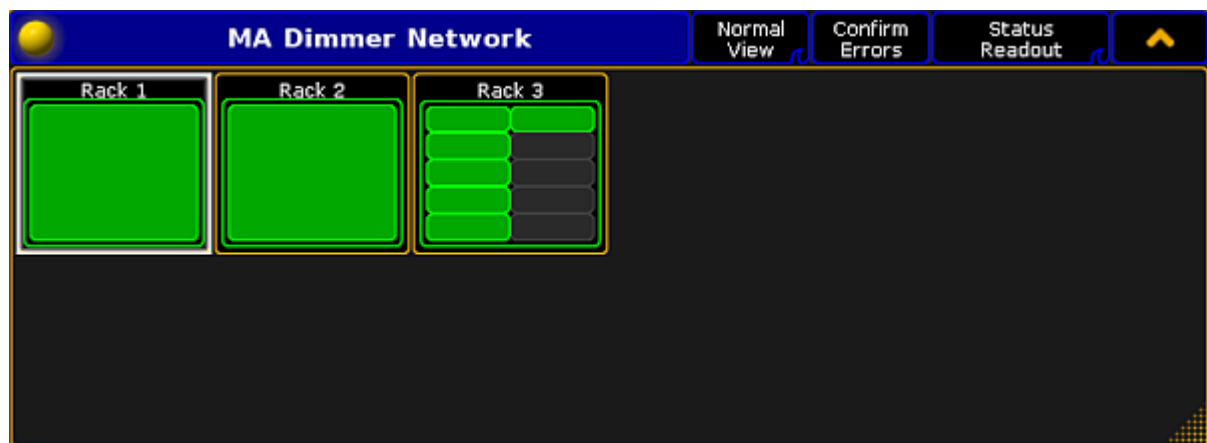 MA Dimmer Network
Normal
View
Confirm
Errors
Status
Readout
Rack 1
Rack 2
Rack 3